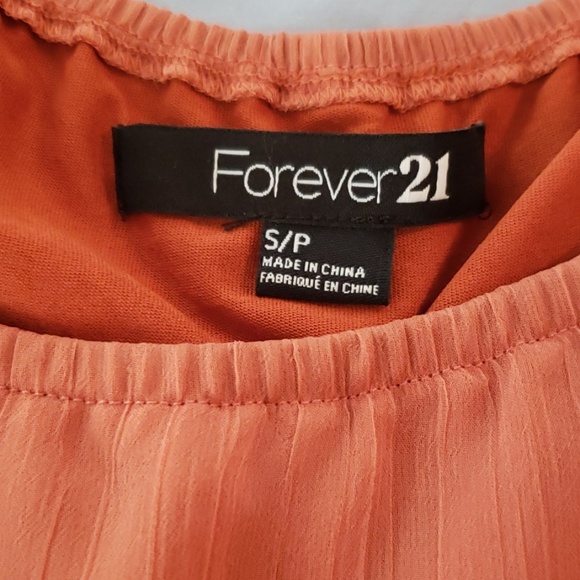 Forever21
S/P
MADE IN CHINA
FABRIQUÉ EN CHINE